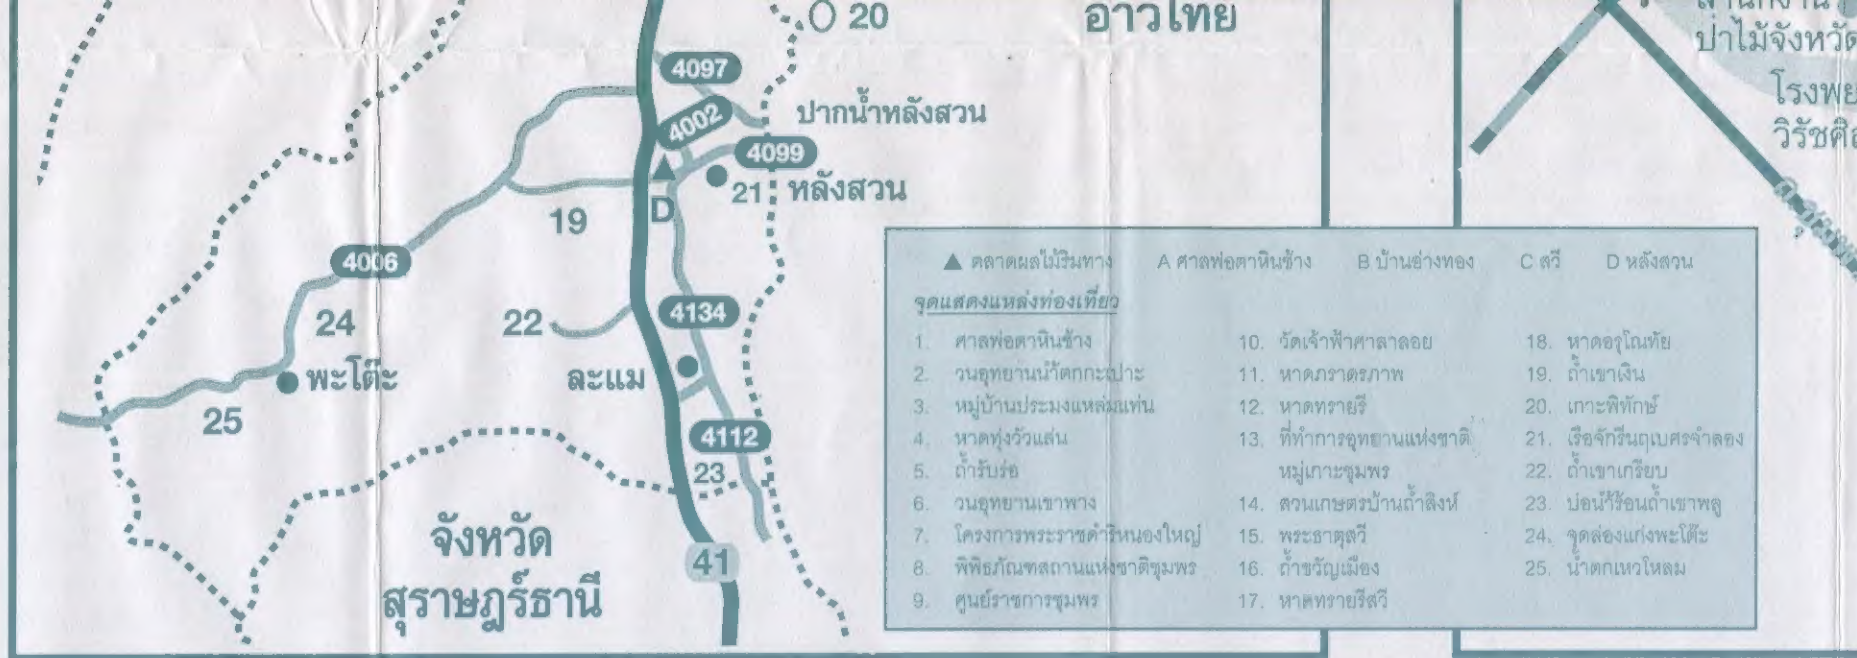 20
อ่าวไทย
4097
ปากน้ำหลังสวน
4002
4099
21 หลังสวน
D
19
4006
24
22
4134
พะโต๊ะ
ละแม
25
4112
23
จังหวัด
สุราษฎร์ธานี
41
ป่าไม้จังหวัด
▲ ตลาดผลไม้ริมทาง A ศาลพ่อตาหินช้าง B บ้านอ่างทอง C สวี D หลังสวน
จุดแสดงแหล่งท่องเที่ยว
1. ศาลพ่อตาหินช้าง
2. วนอุทยานน้ำตกกะเปาะ
3. หมู่บ้านประมงแหลมแท่น
4. หาดทุ่งวัวแล่น
5. ถ้ำรับร่อ
6. วนอุทยานเขาพาง
7. โครงการพระราชดำริหนองใหญ่
8. พิพิธภัณฑสถานแห่งชาติชุมพร
9. ศูนย์ราชการชุมพร
10. วัดเจ้าฟ้าศาลาลอย
11. หาดภราดรภาพ
12. หาดทรายรี
13. ที่ทำการอุทยานแห่งชาติ
หมู่เกาะชุมพร
14. สวนเกษตรบ้านถ้ำสิงห์
15. พระธาตุสวี
16. ถ้ำขวัญเมือง
17. หาดทรายรีสวี
18. หาดอรุโณทัย
19. ถ้ำเขาเงิน
20. เกาะพิทักษ์
21. เรือจักรีนฤเบศรจำลอง
22. ถ้ำเขาเกรียบ
23. บ่อน้ำร้อนถ้ำเขาพลู
24. จุดล่องแก่งพะโต๊ะ
25. น้ำตกเหวโหลม